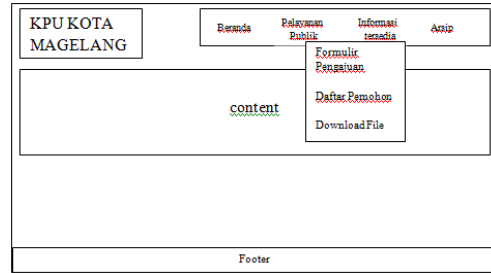 KPU KOTA
MAGELANG
Beranda
Pelayanan
Publik
Informasi
tersedia
Arsip
Formulir
Pengajuan
Daftar Pemohon
Download File
content
Footer